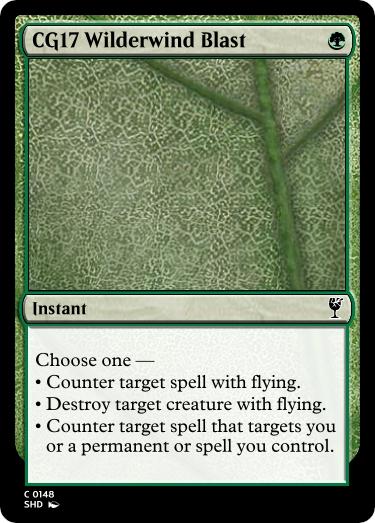 CG17 Wilderwind Blast
Instant
Choose one —
• Counter target spell with flying.
• Destroy target creature with flying.
• Counter target spell that targets you
or a permanent or spell you control.
C 0148
SHD